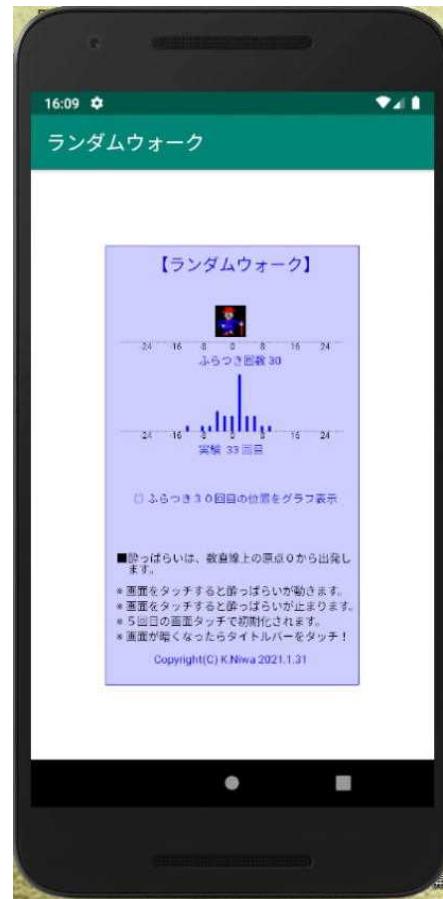 16:09
ランダムウォーク
【ランダムウォーク】
-24 -16 -8 0 8 16 24
ふらつき回数 30
-24 -16 -8 0 8 16 24
実験 33 回目
ふらつき３０回目の位置をグラフ表示
■酔っぱらいは、数直線上の原点０から出発し
ます。
* 画面をタッチすると酔っぱらいが動きます。
* 画面をタッチすると酔っぱらいが止まります。
* ５回目の画面タッチで初期化されます。
* 画面が暗くなったらタイトルバーをタッチ！
Copyright(C) K.Niwa 2021.1.31